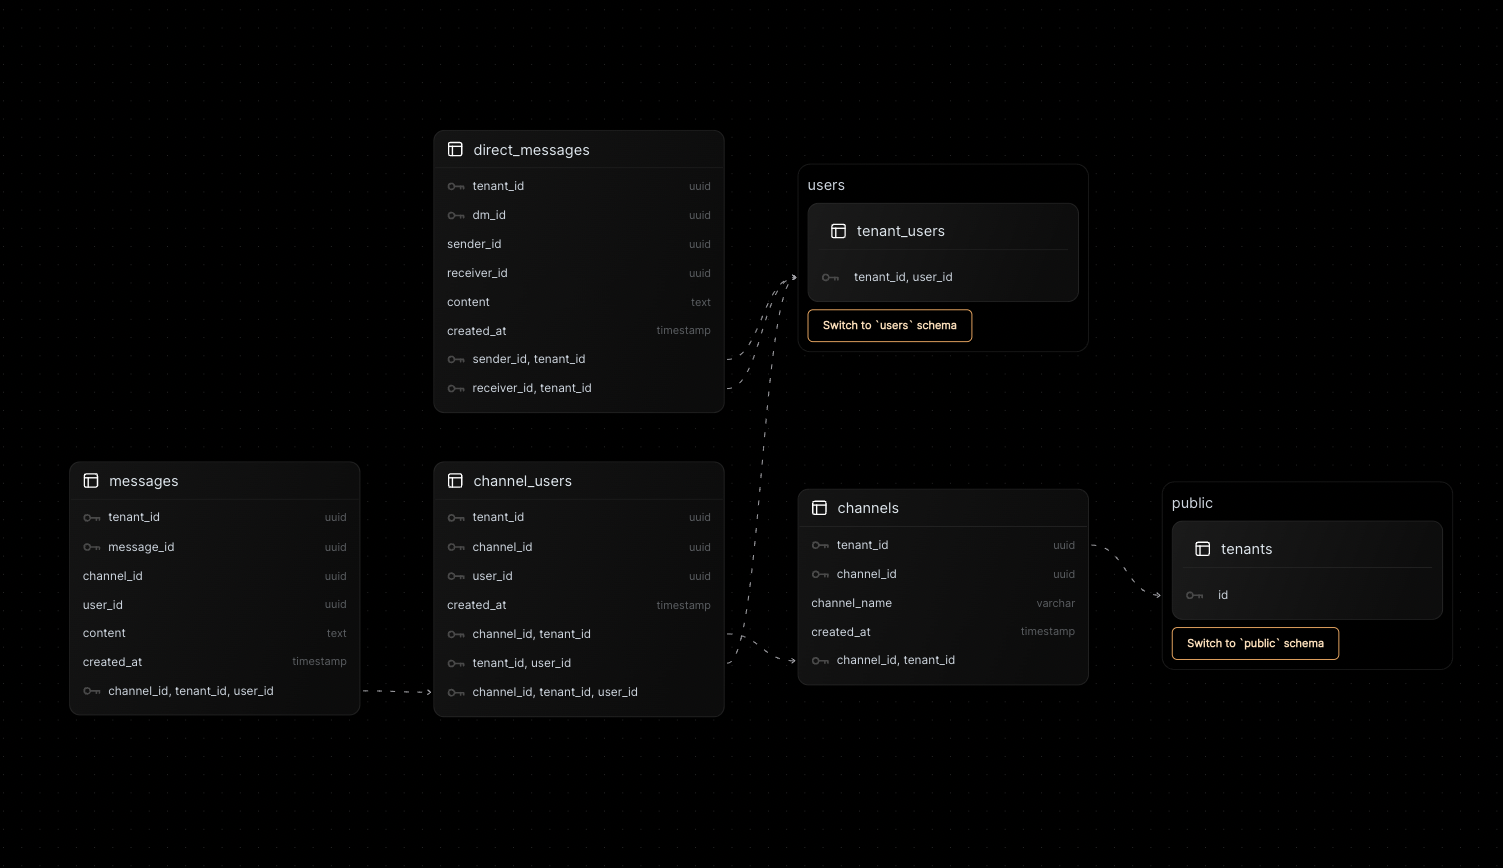 direct_messages
tenant_id uuid
dm_id uuid
sender_id uuid
receiver_id uuid
content text
created_at timestamp
sender_id, tenant_id
receiver_id, tenant_id
users
tenant_users
tenant_id, user_id
Switch to `users` schema
messages
tenant_id uuid
message_id uuid
channel_id uuid
user_id uuid
content text
created_at timestamp
channel_id, tenant_id, user_id
channel_users
tenant_id uuid
channel_id uuid
user_id uuid
created_at timestamp
channel_id, tenant_id
tenant_id, user_id
channel_id, tenant_id, user_id
channels
tenant_id uuid
channel_id uuid
channel_name varchar
created_at timestamp
channel_id, tenant_id
public
tenants
id
Switch to `public` schema